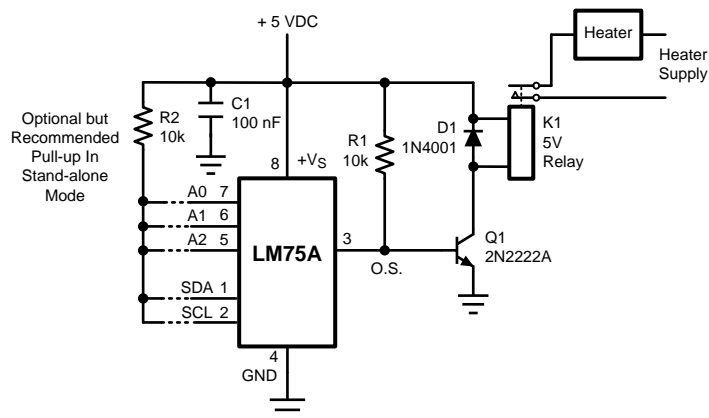 + 5 VDC
Heater
Heater
Supply
Optional but
Recommended
Pull-up In
Stand-alone
Mode
R2
10k
C1
100 nF
R1
10k
D1
1N4001
K1
5V
Relay
8
+VS
A0 7
A1 6
A2 5
SDA 1
SCL 2
LM75A
3
O.S.
Q1
2N2222A
4
GND